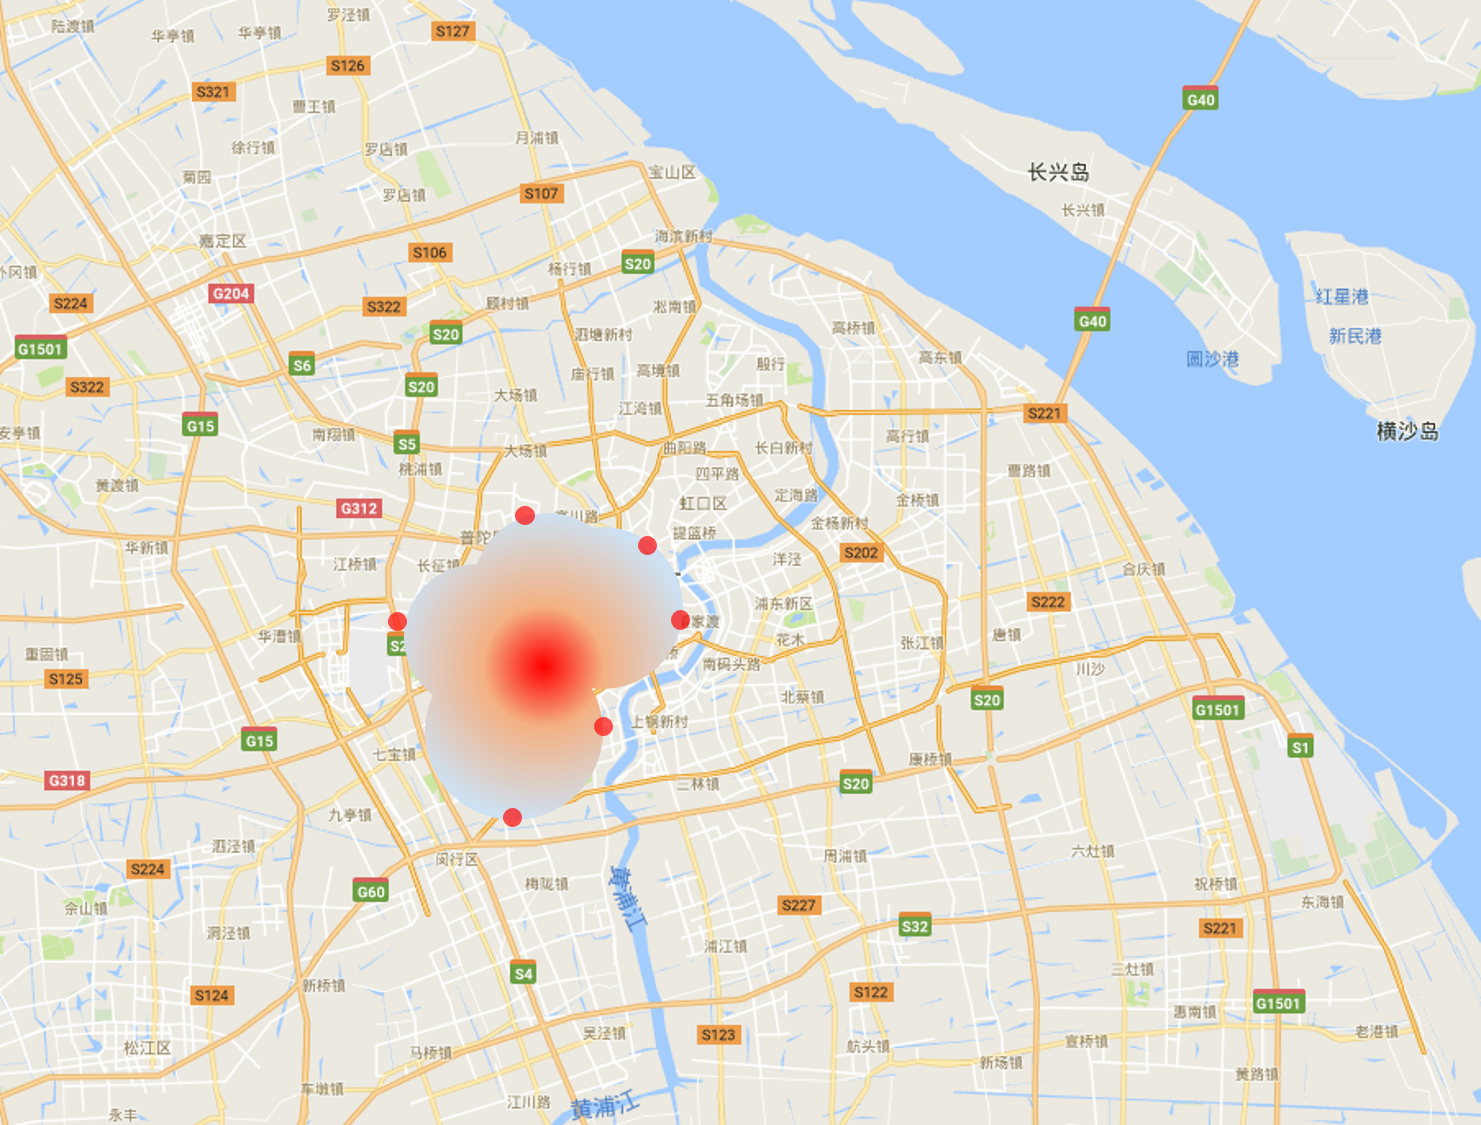 罗泾镇
陆渡镇
华亭镇
华亭镇
S127
S126
S321
曹王镇
G40
月浦镇
徐行镇
罗店镇
宝山区
长兴岛
菊园
罗店镇
S107
长兴镇
嘉定区
海滨新村
S106
外冈镇
杨行镇
S20
G204
S224
S322
顾村镇
淞南镇
红星港
G40
高桥镇
S20
泗塘新村
新民港
G1501
S6
殷行
高东镇
圆沙港
S322
S20
庙行镇
高境镇
大场镇
江湾镇
五角场镇
S221
G15
安亭镇
南翔镇
S5
高行镇
横沙岛
大场镇
曲阳路
长白新村
桃浦镇
四平路
曹路镇
黄渡镇
定海路
虹口区
金桥镇
G312
宜川路
金杨新村
普陀区
提篮桥
华新镇
S202
江桥镇
长征镇
洋泾
合庆镇
浦东新区
S222
华漕镇
花木
张江镇
唐镇
重固镇
南码头路
川沙
S125
北蔡镇
S20
G1501
上钢新村
G15
S1
七宝镇
康桥镇
G318
三林镇
S20
九亭镇
泗泾镇
闵行区
周浦镇
六灶镇
S224
梅陇镇
祝桥镇
G60
黄浦江
东海镇
佘山镇
S227
S32
S221
洞泾镇
浦江镇
S4
三灶镇
新桥镇
S124
S122
G1501
惠南镇
吴泾镇
S123
老港镇
松江区
马桥镇
航头镇
宣桥镇
新场镇
黄路镇
车墩镇
江川路
黄浦江
永丰